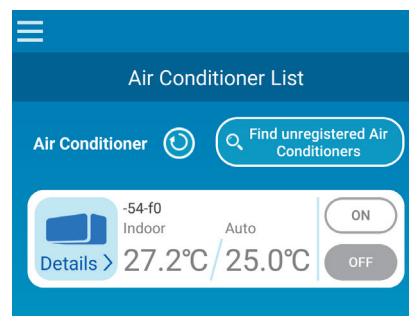 Air Conditioner List
Air Conditioner
Find unregistered Air
Conditioners
-54-f0
Indoor
Auto
27.2℃
25.0℃
Details
ON
OFF